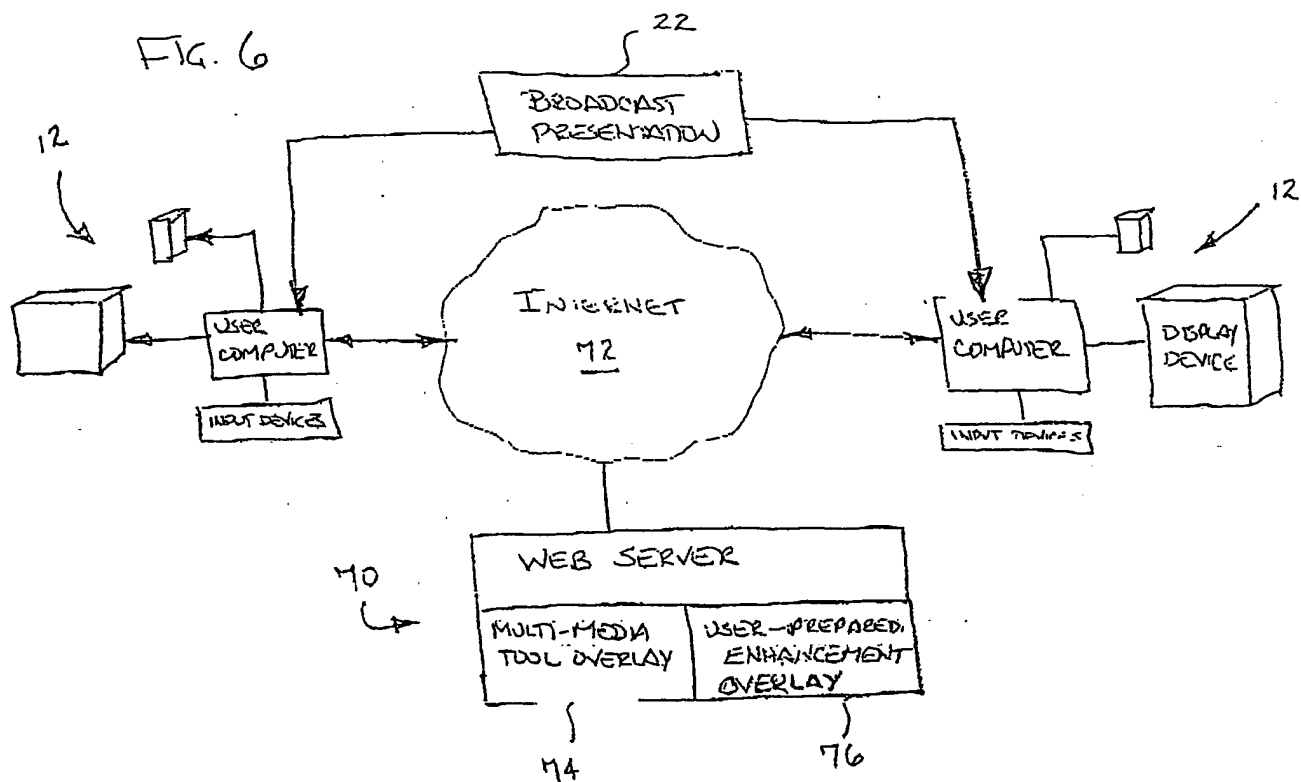 FIG. 6
22
BROADCAST
PRESENTATION
12
12
INTERNET
72
USER
COMPUTER
INPUT DEVICES
USER
COMPUTER
DISPLAY
DEVICE
INPUT DEVICES
WEB SERVER
70
MULTI-MEDIA
TOOL OVERLAY
USER-PREPARED
ENHANCEMENT
OVERLAY
74
76